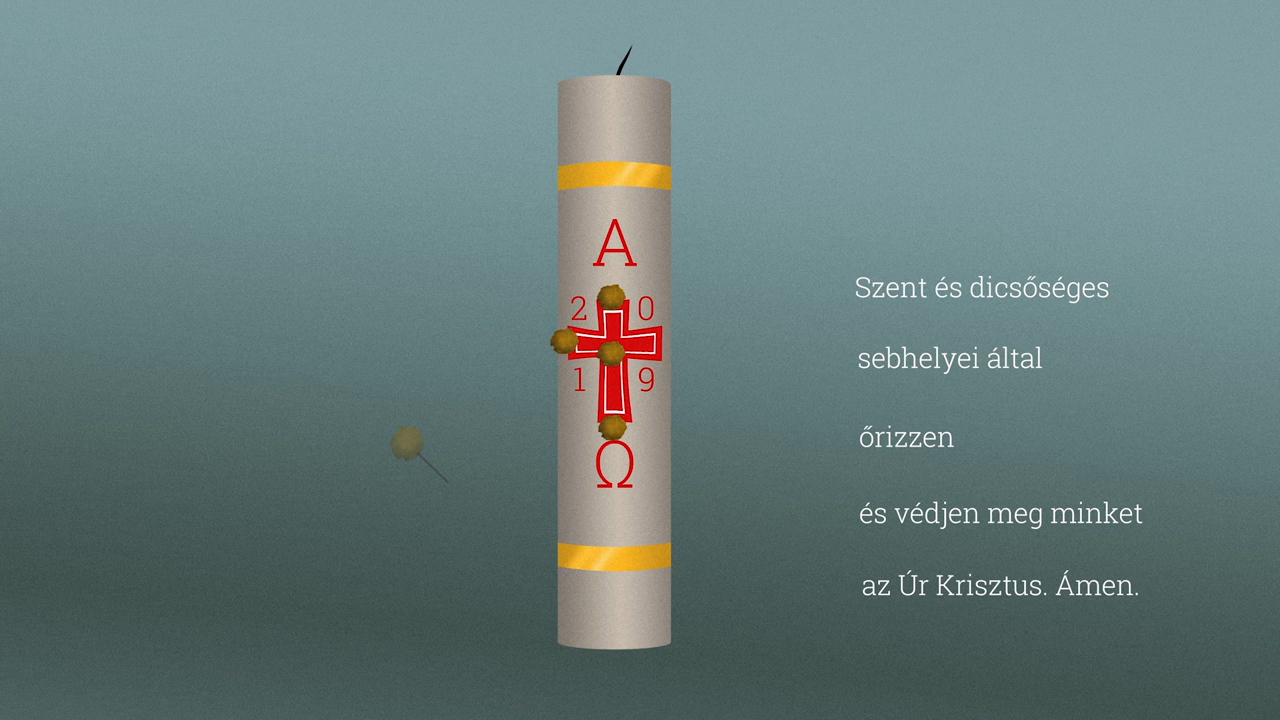 Α
2 0
1 9
Ω
Szent és dicsőséges
sebhelyei által
őrizzen
és védjen meg minket
az Úr Krisztus. Ámen.